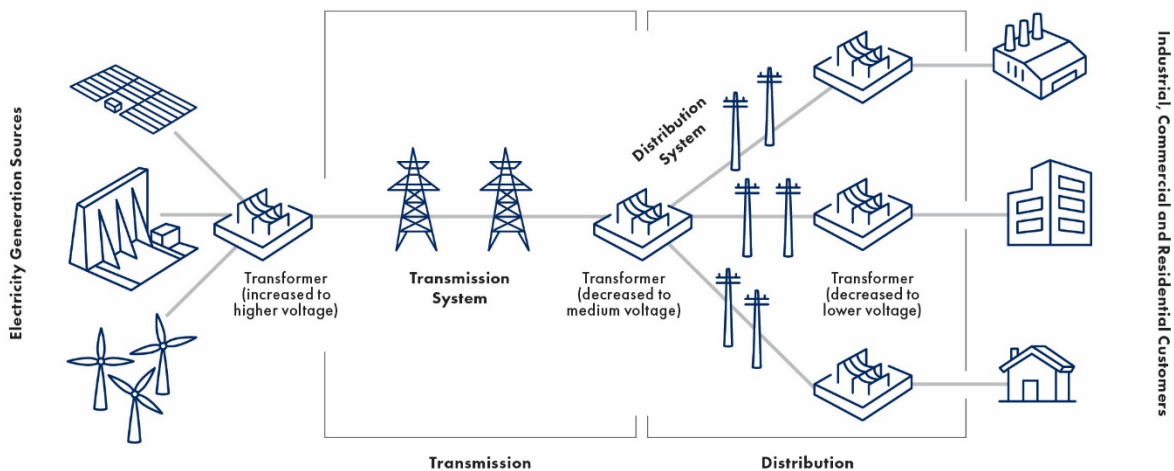 Electricity Generation Sources
Transformer
(increased to
higher voltage)
Transmission
System
Transformer
(decreased to
medium voltage)
Distribution
System
Transformer
(decreased to
lower voltage)
Industrial, Commercial and Residential Customers
Transmission
Distribution